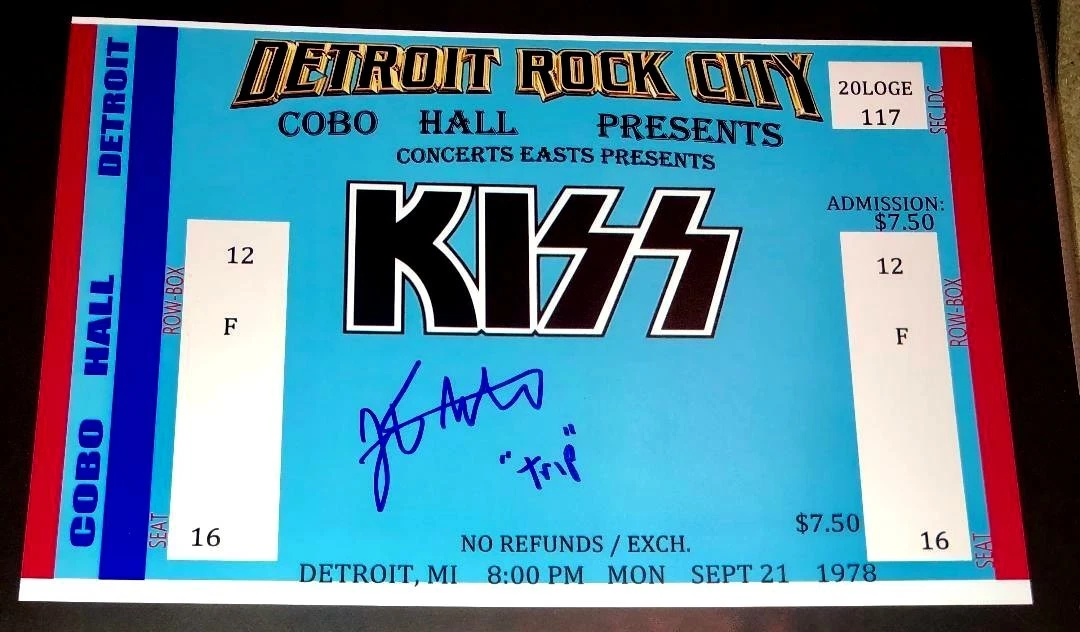 DETROIT ROCK CITY
COBO HALL PRESENTS
CONCERTS EASTS PRESENTS
KISS
20LOGE
117
SEC LDC
ADMISSION:
$7.50
COBO HALL DETROIT
ROW-BOX
12
F
SEAT
16
12
F
ROW-BOX
16
SEAT
"trip"
$7.50
NO REFUNDS / EXCH.
DETROIT, MI 8:00 PM MON SEPT 21 1978